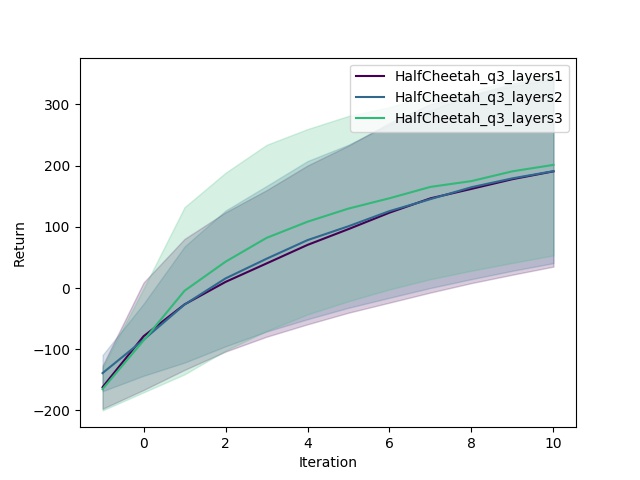 HalfCheetah_q3_layers1
HalfCheetah_q3_layers2
HalfCheetah_q3_layers3
300
200
100
0
−100
−200
Return
0
2
4
6
8
10
Iteration